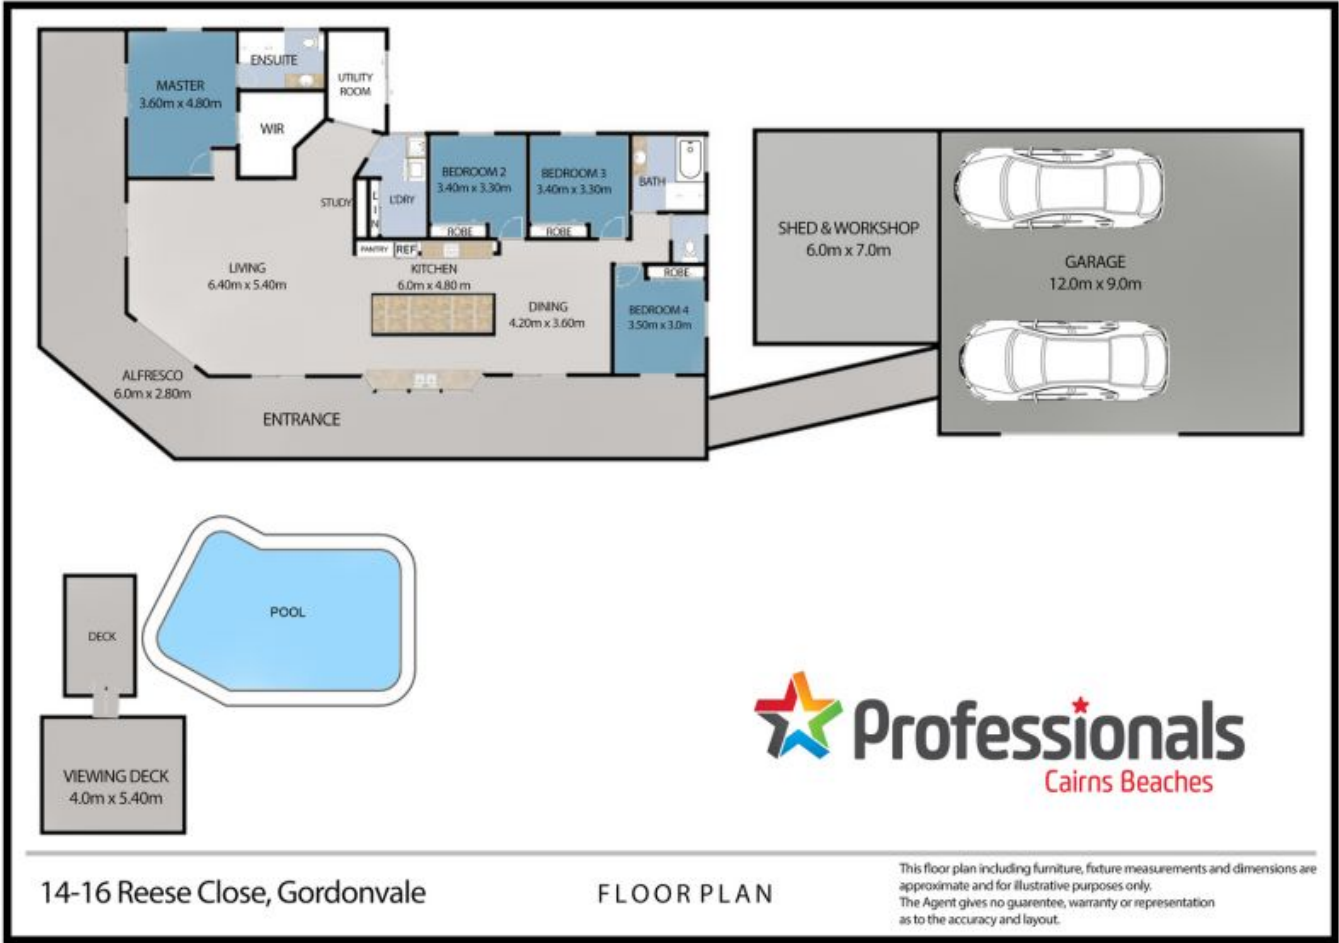 MASTER
3.60m x 4.80m
ENSUITE
WIR
UTILITY
ROOM
STUDY
L
I
N
L'DRY
BEDROOM 2
3.40m x 3.30m
ROBE
BEDROOM 3
3.40m x 3.30m
ROBE
BATH
PANTRY
REF
KITCHEN
6.0m x 4.80 m
LIVING
6.40m x 5.40m
DINING
4.20m x 3.60m
ROBE
BEDROOM 4
3.50m x 3.0m
ALFRESCO
6.0m x 2.80m
ENTRANCE
SHED & WORKSHOP
6.0m x 7.0m
GARAGE
12.0m x 9.0m
POOL
DECK
VIEWING DECK
4.0m x 5.40m
Professionals
Cairns Beaches
14-16 Reese Close, Gordonvale
FLOOR PLAN
This floor plan including furniture, fixture measurements and dimensions are
approximate and for illustrative purposes only.
The Agent gives no guarentee, warranty or representation
as to the accuracy and layout.